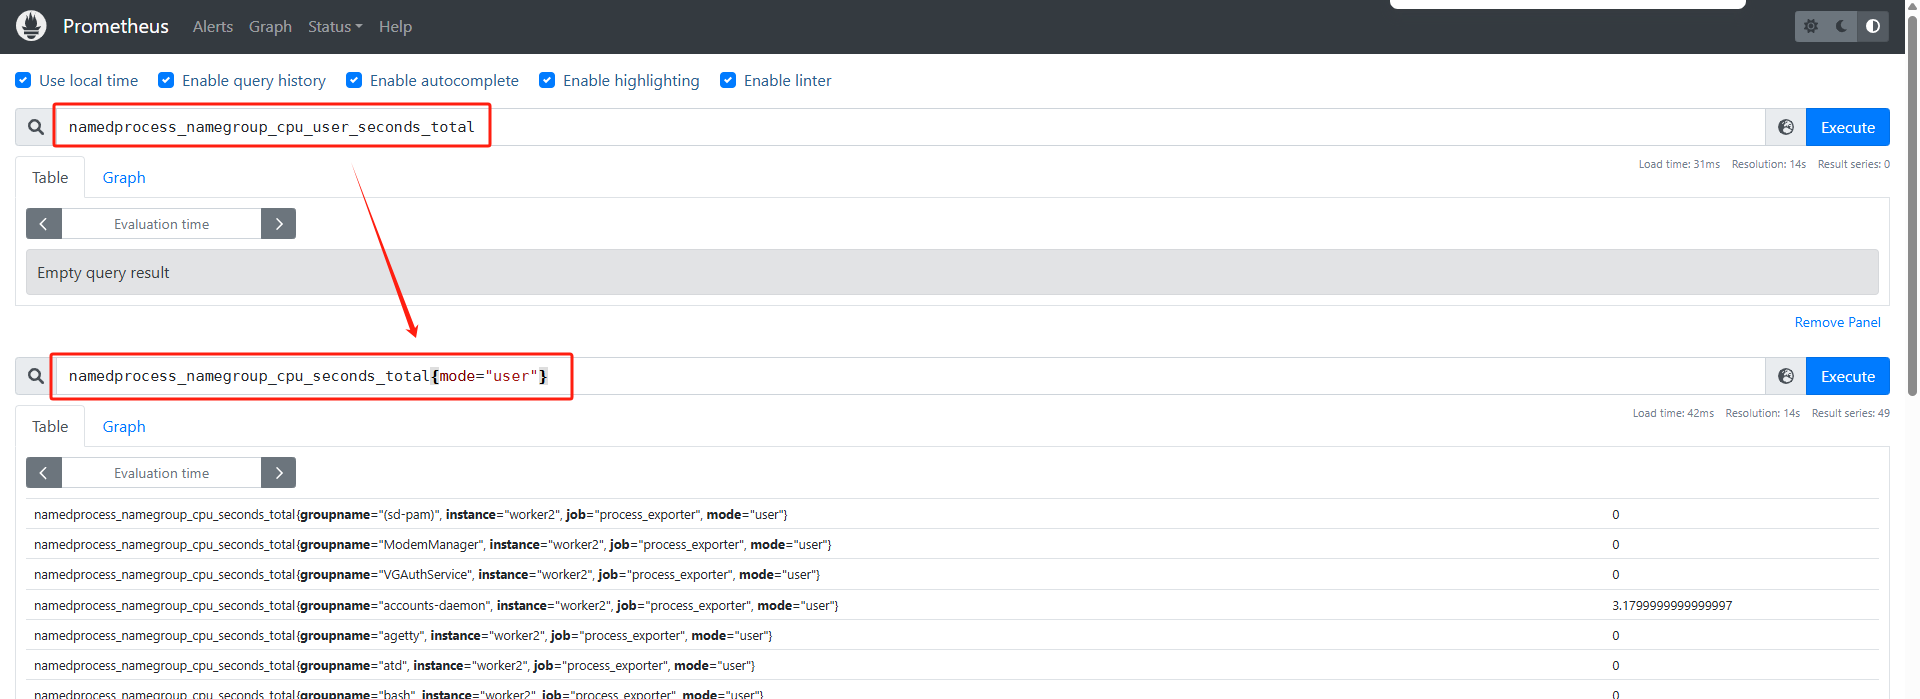 Prometheus Alerts Graph Status Help
Use local time Enable query history Enable autocomplete Enable highlighting Enable linter
namedprocess_namegroup_cpu_user_seconds_total Execute
Load time: 31ms Resolution: 14s Result series: 0
Table Graph
Evaluation time
Empty query result
Remove Panel
namedprocess_namegroup_cpu_seconds_total{mode="user"} Execute
Load time: 42ms Resolution: 14s Result series: 49
Table Graph
Evaluation time
namedprocess_namegroup_cpu_seconds_total{groupname="(sd-pam)", instance="worker2", job="process_exporter", mode="user"} 0
namedprocess_namegroup_cpu_seconds_total{groupname="ModemManager", instance="worker2", job="process_exporter", mode="user"} 0
namedprocess_namegroup_cpu_seconds_total{groupname="VGAuthService", instance="worker2", job="process_exporter", mode="user"} 0
namedprocess_namegroup_cpu_seconds_total{groupname="accounts-daemon", instance="worker2", job="process_exporter", mode="user"} 3.1799999999999997
namedprocess_namegroup_cpu_seconds_total{groupname="agetty", instance="worker2", job="process_exporter", mode="user"} 0
namedprocess_namegroup_cpu_seconds_total{groupname="atd", instance="worker2", job="process_exporter", mode="user"} 0
namedprocess_namegroup_cpu_seconds_total{groupname="bash", instance="worker2", job="process_exporter", mode="user"} 0